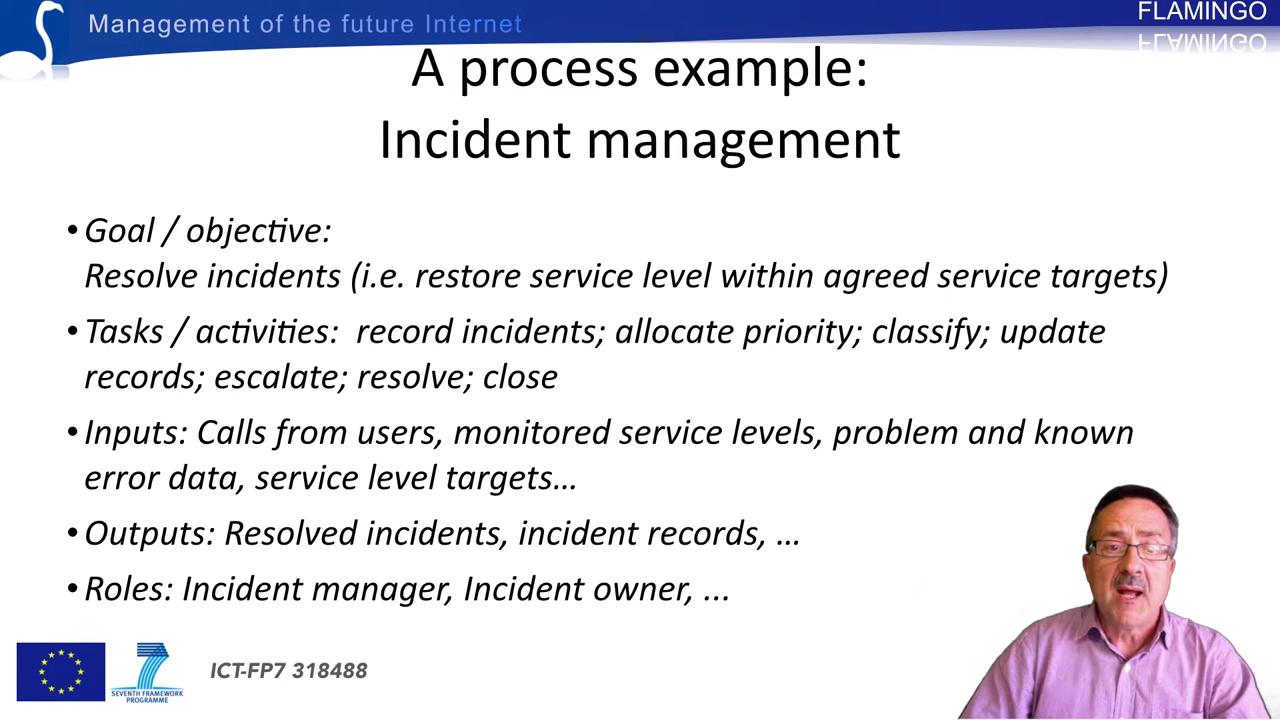 Management of the future Internet
FLAMINGO
A process example:
Incident management
• Goal / objective:
Resolve incidents (i.e. restore service level within agreed service targets)
• Tasks / activities: record incidents; allocate priority; classify; update
records; escalate; resolve; close
• Inputs: Calls from users, monitored service levels, problem and known
error data, service level targets…
• Outputs: Resolved incidents, incident records, …
• Roles: Incident manager, Incident owner, ...
SEVENTH FRAMEWORK
PROGRAMME
ICT-FP7 318488